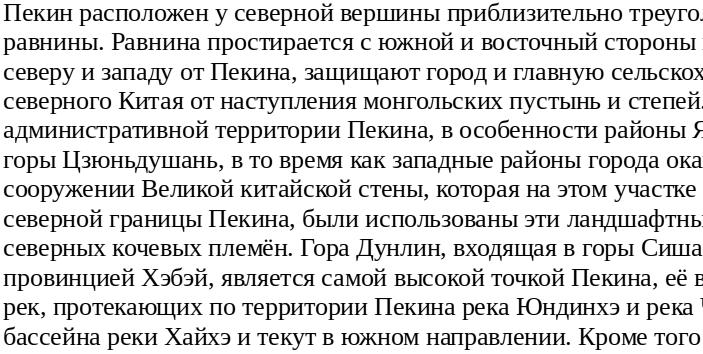 Пекин расположен у северной вершины приблизительно треугол
равнины. Равнина простирается с южной и восточный стороны
северу и западу от Пекина, защищают город и главную сельскох
северного Китая от наступления монгольских пустынь и степей.
административной территории Пекина, в особенности районы Я
горы Цзюньдушань, в то время как западные районы города ока
сооружении Великой китайской стены, которая на этом участке
северной границы Пекина, были использованы эти ландшафтны
северных кочевых племён. Гора Дунлин, входящая в горы Сиша
провинцией Хэбэй, является самой высокой точкой Пекина, её в
рек, протекающих по территории Пекина река Юндинхэ и река
бассейна реки Хайхэ и текут в южном направлении. Кроме того